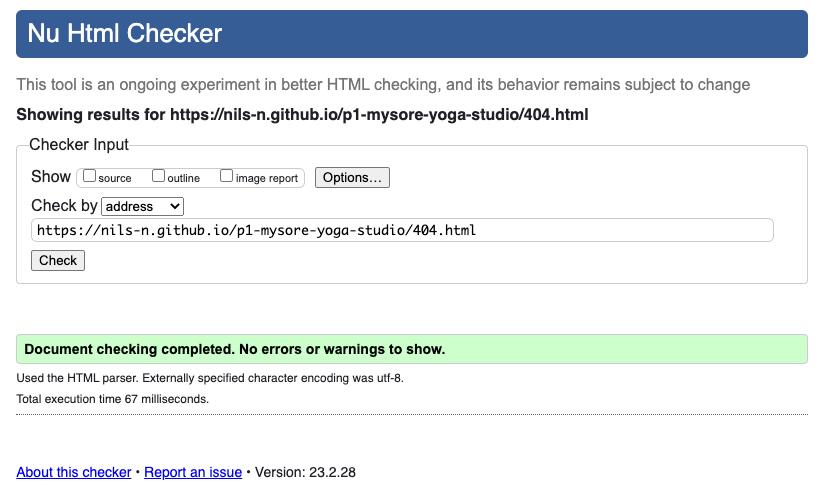 Nu Html Checker
This tool is an ongoing experiment in better HTML checking, and its behavior remains subject to change
Showing results for https://nils-n.github.io/p1-mysore-yoga-studio/404.html
Checker Input
Show source outline image report Options...
Check by address
https://nils-n.github.io/p1-mysore-yoga-studio/404.html
Check
Document checking completed. No errors or warnings to show.
Used the HTML parser. Externally specified character encoding was utf-8.
Total execution time 67 milliseconds.
About this checker • Report an issue • Version: 23.2.28